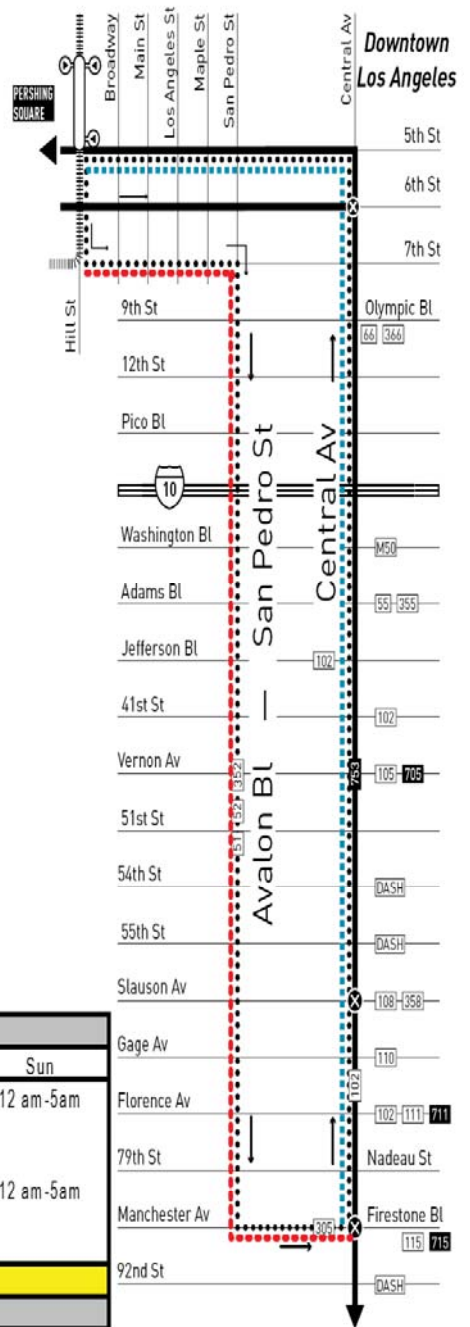 Broadway
Main St
Los Angeles St
Maple St
San Pedro St
Central Av
Downtown
Los Angeles
PERSHING
SQUARE
5th St
6th St
7th St
Hill St
9th St
Olympic Bl
66 366
12th St
Pico Bl
10
San Pedro St
Central Av
Washington Bl
M50
Adams Bl
55 355
Jefferson Bl
102
41st St
102
Vernon Av
352
753
105 705
Avalon Bl —
51st St
52
51
54th St
DASH
55th St
DASH
Slauson Av
108 358
Gage Av
110
102
Florence Av
102 111 711
79th St
Nadeau St
Manchester Av
305
Firestone Bl
115 715
92nd St
DASH
Sun
12 am-5am
12 am-5am